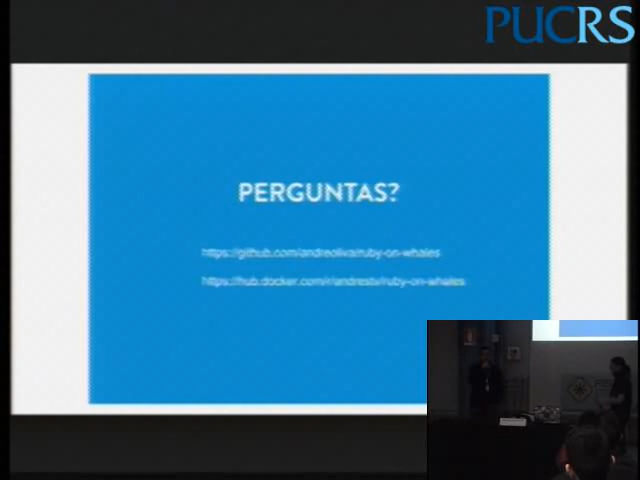 PUCRS
PERGUNTAS?
https://github.com/andreoliva/ruby-on-whales
https://hub.docker.com/r/andrestv/ruby-on-whales